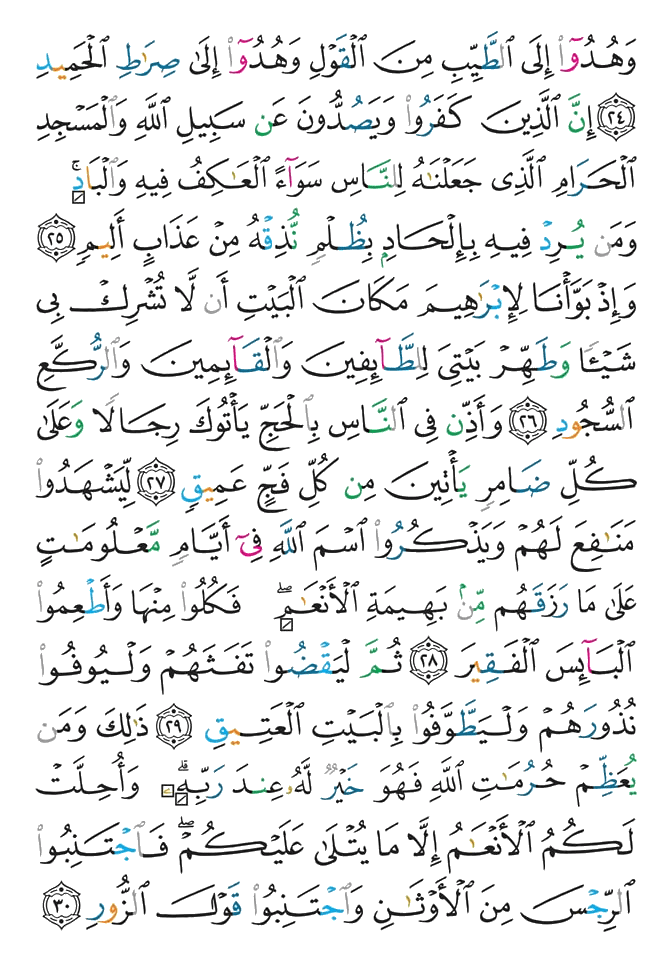 وَهُدُوٓا۟ إِلَى ٱلطَّيِّبِ مِنَ ٱلْقَوْلِ وَهُدُوٓا۟ إِلَىٰ صِرَٰطِ ٱلْحَمِيدِ
۝٢٤ إِنَّ ٱلَّذِينَ كَفَرُوا۟ وَيَصُدُّونَ عَن سَبِيلِ ٱللَّهِ وَٱلْمَسْجِدِ
ٱلْحَرَامِ ٱلَّذِى جَعَلْنَٰهُ لِلنَّاسِ سَوَآءً ٱلْعَٰكِفُ فِيهِ وَٱلْبَادِ ۚ
وَمَن يُرِدْ فِيهِ بِإِلْحَادٍۭ بِظُلْمٍ نُّذِقْهُ مِنْ عَذَابٍ أَلِيمٍ ۝٢٥
وَإِذْ بَوَّأْنَا لِإِبْرَٰهِيمَ مَكَانَ ٱلْبَيْتِ أَن لَّا تُشْرِكْ بِى
شَيْـًٔا وَطَهِّرْ بَيْتِىَ لِلطَّآئِفِينَ وَٱلْقَآئِمِينَ وَٱلرُّكَّعِ
ٱلسُّجُودِ ۝٢٦ وَأَذِّن فِى ٱلنَّاسِ بِٱلْحَجِّ يَأْتُوكَ رِجَالًا وَعَلَىٰ
كُلِّ ضَامِرٍ يَأْتِينَ مِن كُلِّ فَجٍّ عَمِيقٍ ۝٢٧ لِّيَشْهَدُوا۟
مَنَٰفِعَ لَهُمْ وَيَذْكُرُوا۟ ٱسْمَ ٱللَّهِ فِىٓ أَيَّامٍ مَّعْلُومَٰتٍ
عَلَىٰ مَا رَزَقَهُم مِّنۢ بَهِيمَةِ ٱلْأَنْعَٰمِ ۖ فَكُلُوا۟ مِنْهَا وَأَطْعِمُوا۟
ٱلْبَآئِسَ ٱلْفَقِيرَ ۝٢٨ ثُمَّ لْيَقْضُوا۟ تَفَثَهُمْ وَلْيُوفُوا۟
نُذُورَهُمْ وَلْيَطَّوَّفُوا۟ بِٱلْبَيْتِ ٱلْعَتِيقِ ۝٢٩ ذَٰلِكَ وَمَن
يُعَظِّمْ حُرُمَٰتِ ٱللَّهِ فَهُوَ خَيْرٌ لَّهُۥ عِندَ رَبِّهِۦ ۗ وَأُحِلَّتْ
لَكُمُ ٱلْأَنْعَٰمُ إِلَّا مَا يُتْلَىٰ عَلَيْكُمْ ۖ فَٱجْتَنِبُوا۟
ٱلرِّجْسَ مِنَ ٱلْأَوْثَٰنِ وَٱجْتَنِبُوا۟ قَوْلَ ٱلزُّورِ ۝٣٠